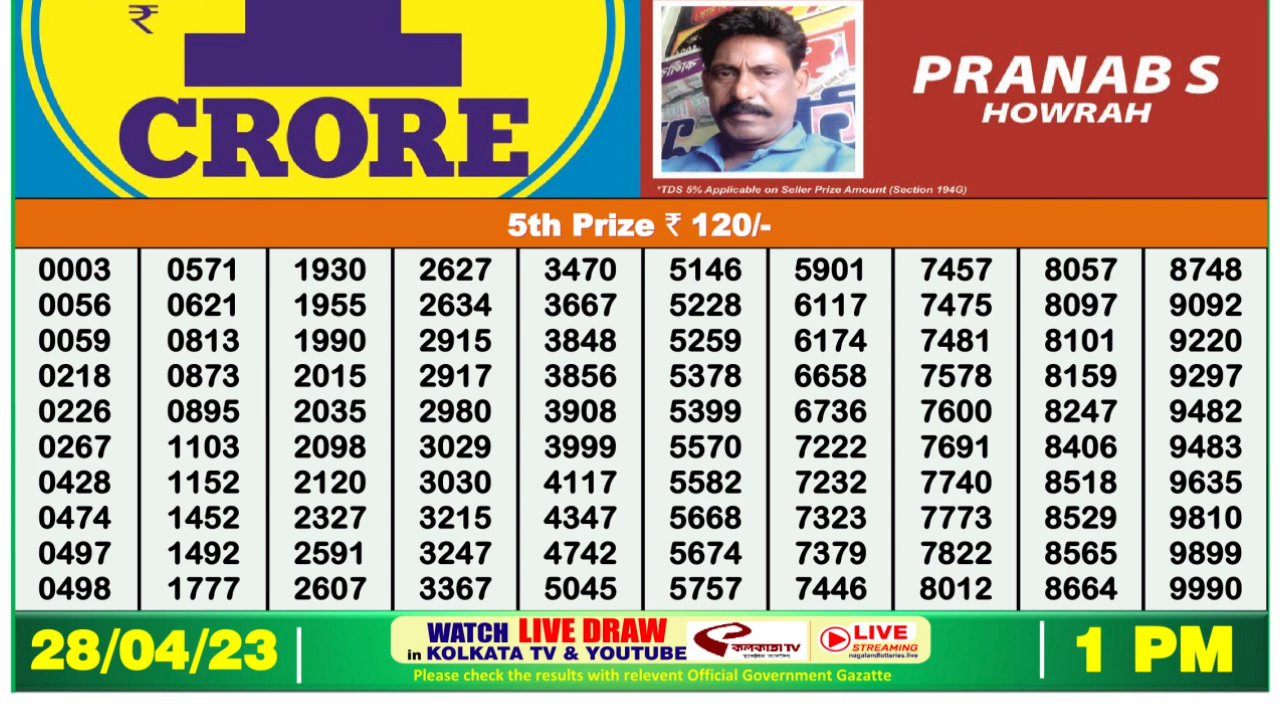 ₹
1
CRORE
PRANAB S
HOWRAH
*TDS 5% Applicable on Seller Prize Amount (Section 194G)
5th Prize ₹ 120/-
0003 0571 1930 2627 3470 5146 5901 7457 8057 8748
0056 0621 1955 2634 3667 5228 6117 7475 8097 9092
0059 0813 1990 2915 3848 5259 6174 7481 8101 9220
0218 0873 2015 2917 3856 5378 6658 7578 8159 9297
0226 0895 2035 2980 3908 5399 6736 7600 8247 9482
0267 1103 2098 3029 3999 5570 7222 7691 8406 9483
0428 1152 2120 3030 4117 5582 7232 7740 8518 9635
0474 1452 2327 3215 4347 5668 7323 7773 8529 9810
0497 1492 2591 3247 4742 5674 7379 7822 8565 9899
0498 1777 2607 3367 5045 5757 7446 8012 8664 9990
28/04/23
WATCH LIVE DRAW
in KOLKATA TV & YOUTUBE
কলকাতা TV
LIVE
STREAMING
nagalandlotteries.live
Please check the results with relevent Official Government Gazatte
1 PM